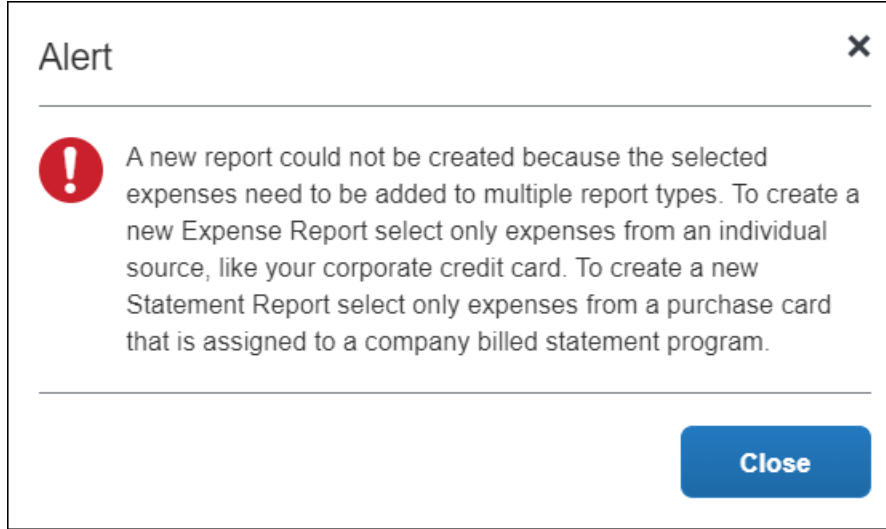 Alert
A new report could not be created because the selected
expenses need to be added to multiple report types. To create a
new Expense Report select only expenses from an individual
source, like your corporate credit card. To create a new
Statement Report select only expenses from a purchase card
that is assigned to a company billed statement program.
Close